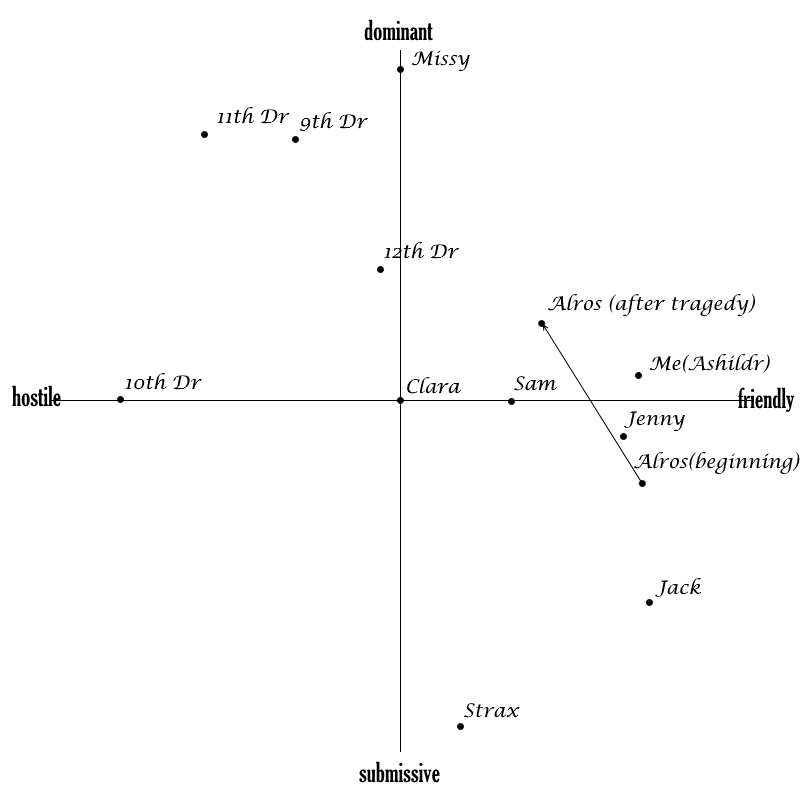 dominant
Missy
11th Dr
9th Dr
12th Dr
Alros (after tragedy)
Me(Ashildr)
10th Dr
Clara
Sam
hostile
friendly
Jenny
Alros(beginning)
Jack
Strax
submissive